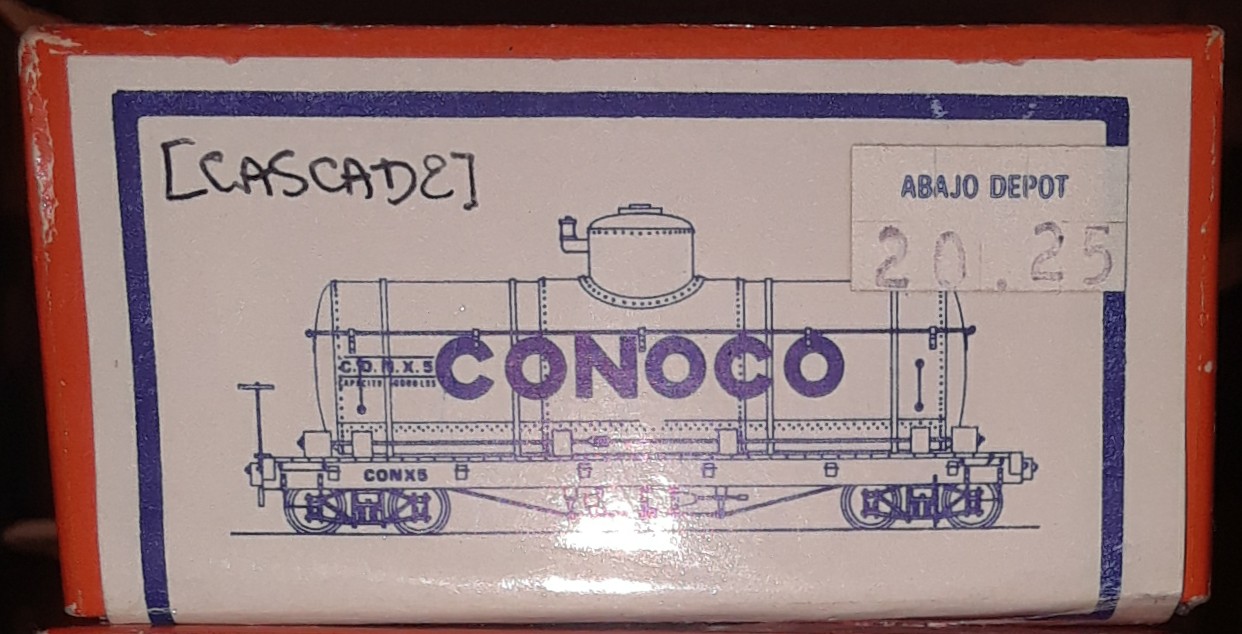 [CASCADE]
ABAJO DEPOT
20.25
CONOCO
C.O.N.X.5
CONX5